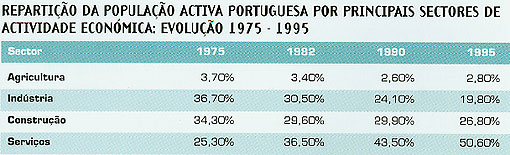 REPARTIÇÃO DA POPULAÇÃO ACTIVA PORTUGUESA POR PRINCIPAIS SECTORES DE
ACTIVIDADE ECONÓMICA: EVOLUÇÃO 1975 - 1995
Sector 1975 1982 1990 1995
Agricultura 3,70% 3,40% 2,60% 2,80%
Indústria 36,70% 30,50% 24,10% 19,80%
Construção 34,30% 29,60% 29,90% 26,80%
Serviços 25,30% 36,50% 43,50% 50,60%